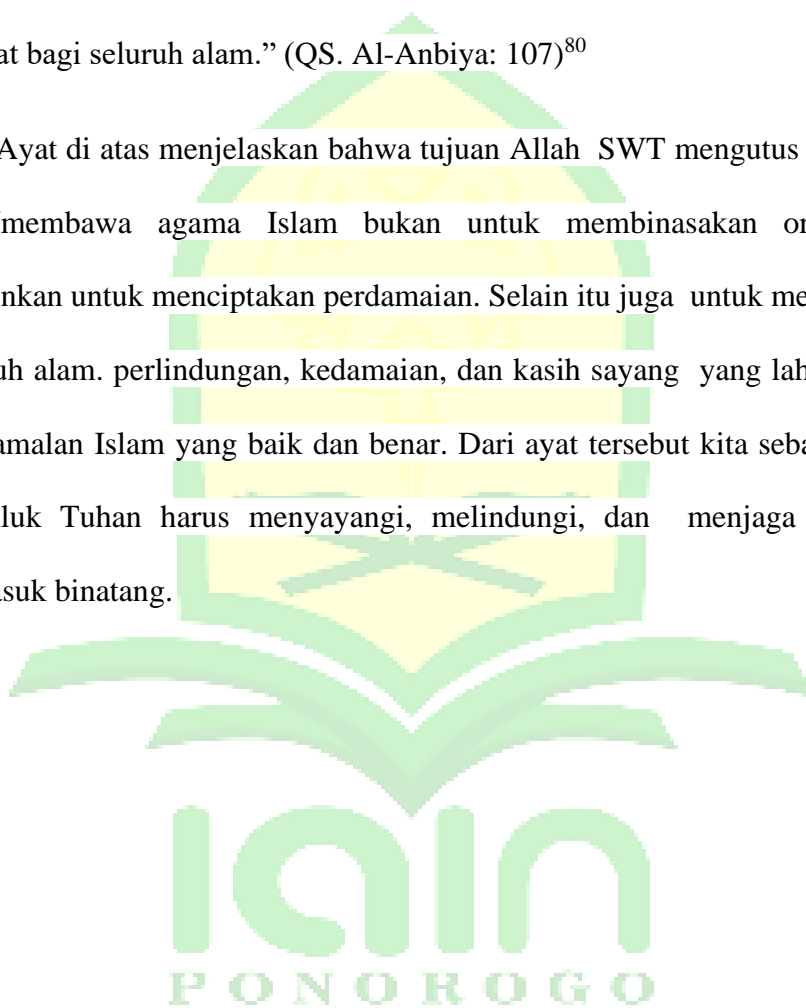 at bagi seluruh alam.” (QS. Al-Anbiya: 107)80
Ayat di atas menjelaskan bahwa tujuan Allah SWT mengutus
membawa agama Islam bukan untuk membinasakan or
nkan untuk menciptakan perdamaian. Selain itu juga untuk me
uh alam. perlindungan, kedamaian, dan kasih sayang yang lah
amalan Islam yang baik dan benar. Dari ayat tersebut kita seba
luk Tuhan harus menyayangi, melindungi, dan menjaga
asuk binatang.
iain
PONOROGO